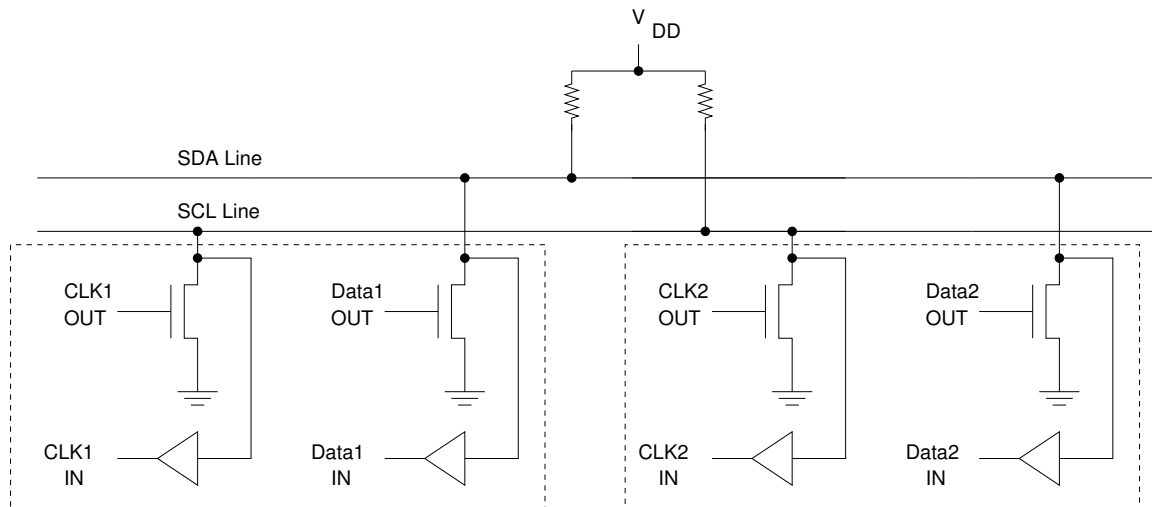 V
DD
SDA Line
SCL Line
CLK1
OUT
Data1
OUT
CLK2
OUT
Data2
OUT
CLK1
IN
Data1
IN
CLK2
IN
Data2
IN